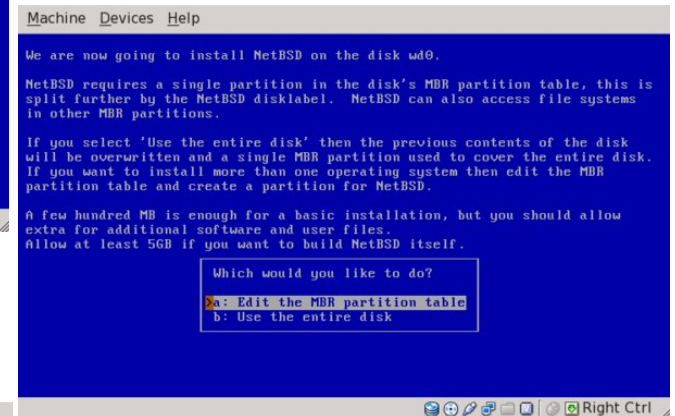 Machine Devices Help
We are now going to install NetBSD on the disk wd0.
NetBSD requires a single partition in the disk's MBR partition table, this is
split further by the NetBSD disklabel. NetBSD can also access file systems
in other MBR partitions.
If you select 'Use the entire disk' then the previous contents of the disk
will be overwritten and a single MBR partition used to cover the entire disk.
If you want to install more than one operating system then edit the MBR
partition table and create a partition for NetBSD.
A few hundred MB is enough for a basic installation, but you should allow
extra for additional software and user files.
Allow at least 5GB if you want to build NetBSD itself.
Which would you like to do?
>a: Edit the MBR partition table
b: Use the entire disk
Right Ctrl